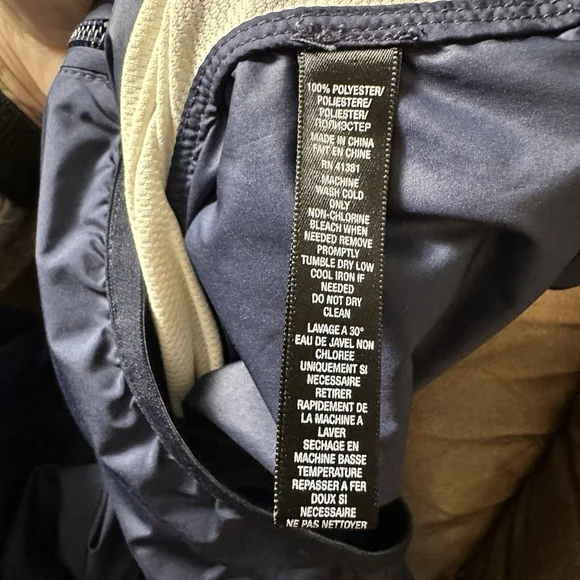 100% POLYESTER/
POLIESTERE/
POLIESTER/
ПОЛИЭСТЕР
MADE IN CHINA
FAIT EN CHINE
RN 41381
MACHINE
WASH COLD
ONLY
NON-CHLORINE
BLEACH WHEN
NEEDED REMOVE
PROMPTLY
TUMBLE DRY LOW
COOL IRON IF
NEEDED
DO NOT DRY
CLEAN
LAVAGE A 30°
EAU DE JAVEL NON
CHLOREE
UNIQUEMENT SI
NECESSAIRE
RETIRER
RAPIDEMENT DE
LA MACHINE A
LAVER
SECHAGE EN
MACHINE BASSE
TEMPERATURE
REPASSER A FER
DOUX SI
NECESSAIRE
NE PAS NETTOYER